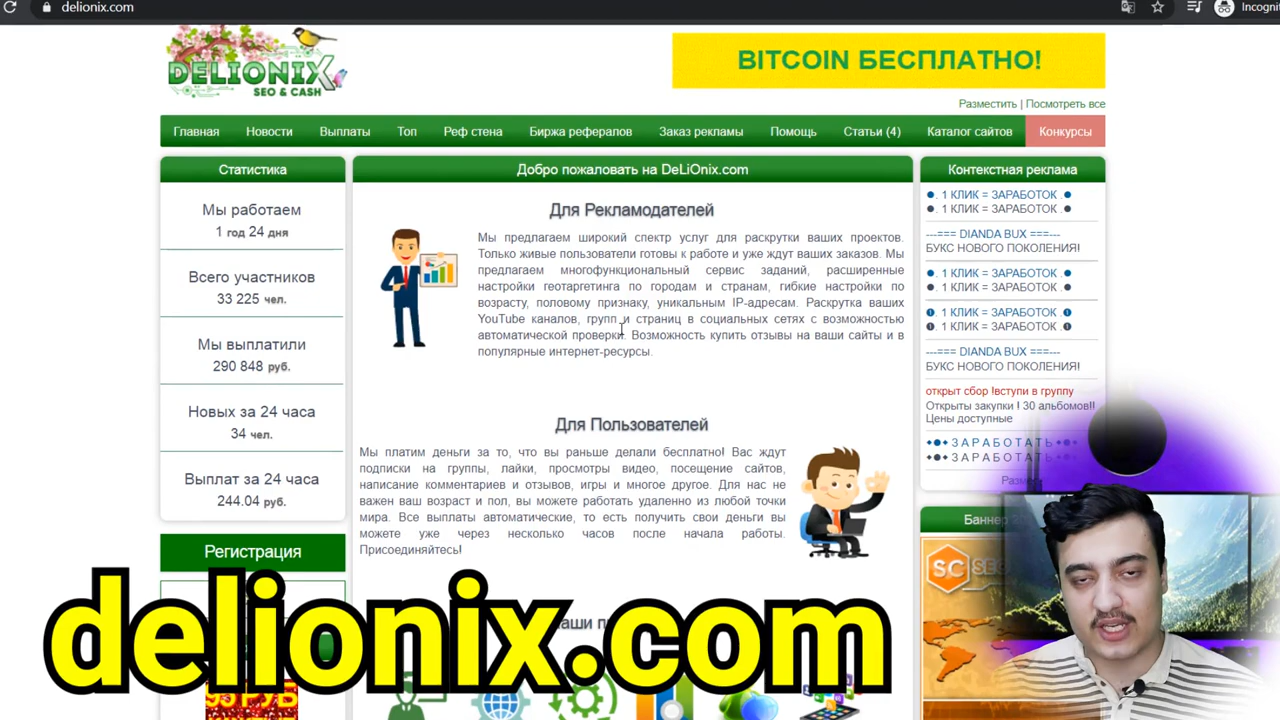 delionix.com
Incognit
DELIONIX
SEO & CASH
BITCOIN БЕСПЛАТНО!
Разместить | Посмотреть все
Главная Новости Выплаты Топ Реф стена Биржа рефералов Заказ рекламы Помощь Статьи (4) Каталог сайтов Конкурсы
Статистика
Мы работаем
1 год 24 дня
Всего участников
33 225 чел.
Мы выплатили
290 848 руб.
Новых за 24 часа
34 чел.
Выплат за 24 часа
244.04 руб.
Регистрация
Добро пожаловать на DeLiOnix.com
Для Рекламодателей
Мы предлагаем широкий спектр услуг для раскрутки ваших проектов.
Только живые пользователи готовы к работе и уже ждут ваших заказов. Мы
предлагаем многофункциональный сервис заданий, расширенные
настройки геотаргетинга по городам и странам, гибкие настройки по
возрасту, половому признаку, уникальным IP-адресам. Раскрутка ваших
YouTube каналов, групп и страниц в социальных сетях с возможностью
автоматической проверки. Возможность купить отзывы на ваши сайты и в
популярные интернет-ресурсы.
Для Пользователей
Мы платим деньги за то, что вы раньше делали бесплатно! Вас ждут
подписки на группы, лайки, просмотры видео, посещение сайтов,
написание комментариев и отзывов, игры и многое другое. Для нас не
важен ваш возраст и пол, вы можете работать удаленно из любой точки
мира. Все выплаты автоматические, то есть получить свои деньги вы
можете уже через несколько часов после начала работы.
Присоединяйтесь!
Контекстная реклама
. 1 КЛИК = ЗАРАБОТОК .
. 1 КЛИК = ЗАРАБОТОК .
---=== DIANDA BUX ===---
БУКС НОВОГО ПОКОЛЕНИЯ!
. 1 КЛИК = ЗАРАБОТОК .
. 1 КЛИК = ЗАРАБОТОК .
1 КЛИК = ЗАРАБОТОК .
1 КЛИК = ЗАРАБОТОК .
---=== DIANDA BUX ===---
БУКС НОВОГО ПОКОЛЕНИЯ!
открыт сбор !вступи в группу
Открыты закупки ! 30 альбомов!!
Цены доступные
З А Р А Б О Т А Т Ь
З А Р А Б О Т А Т Ь
SC
delionix.com